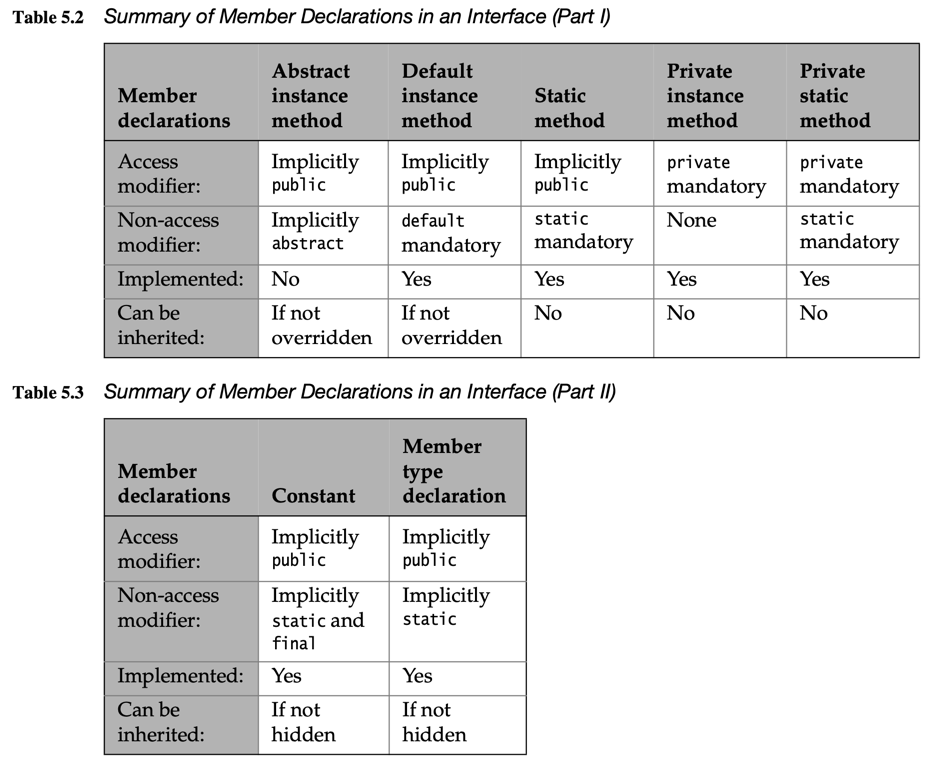 Table 5.2 Summary of Member Declarations in an Interface (Part I)
Member declarations Abstract instance method Default instance method Static method Private instance method Private static method
Access modifier: Implicitly public Implicitly public Implicitly public private mandatory private mandatory
Non-access modifier: Implicitly abstract default mandatory static mandatory None static mandatory
Implemented: No Yes Yes Yes Yes
Can be inherited: If not overridden If not overridden No No No
Table 5.3 Summary of Member Declarations in an Interface (Part II)
Member declarations Constant Member type declaration
Access modifier: Implicitly public Implicitly public
Non-access modifier: Implicitly static and final Implicitly static
Implemented: Yes Yes
Can be inherited: If not hidden If not hidden